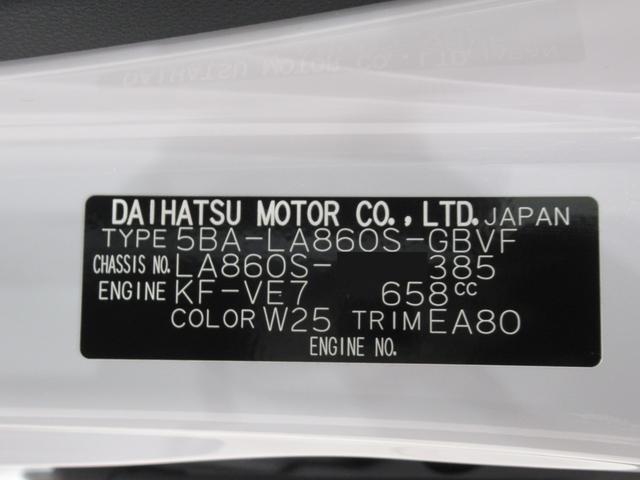 DAIHATSU MOTOR CO.,LTD. JAPAN
TYPE 5BA-LA860S-GBVF
CHASSIS NO. LA860S- 385
ENGINE KF-VE7 658cc
COLOR W25 TRIM EA80
ENGINE NO.